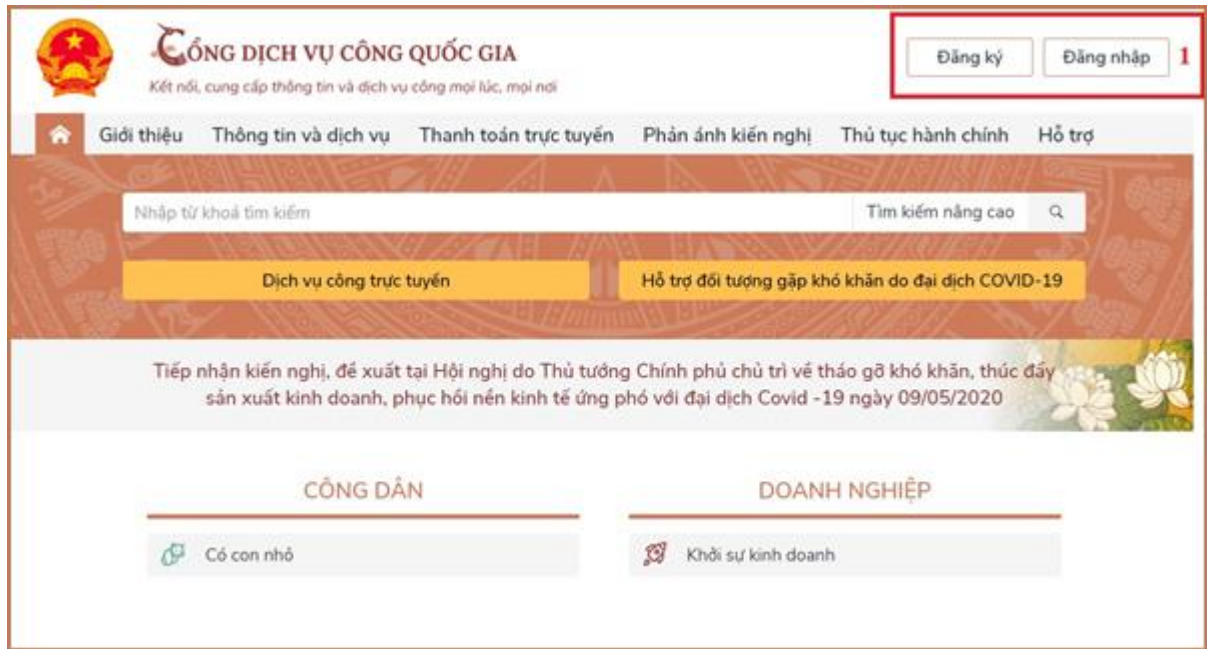 CỔNG DỊCH VỤ CÔNG QUỐC GIA
Kết nối, cung cấp thông tin và dịch vụ công mọi lúc, mọi nơi
Đăng ký
Đăng nhập
1
Giới thiệu
Thông tin và dịch vụ
Thanh toán trực tuyến
Phản ánh kiến nghị
Thủ tục hành chính
Hỗ trợ
Nhập từ khoá tìm kiếm
Tìm kiếm nâng cao
Dịch vụ công trực tuyến
Hỗ trợ đối tượng gặp khó khăn do đại dịch COVID-19
Tiếp nhận kiến nghị, đề xuất tại Hội nghị do Thủ tướng Chính phủ chủ trì về tháo gỡ khó khăn, thúc đẩy
sản xuất kinh doanh, phục hồi nền kinh tế ứng phó với đại dịch Covid -19 ngày 09/05/2020
CÔNG DÂN
DOANH NGHIỆP
Có con nhỏ
Khởi sự kinh doanh